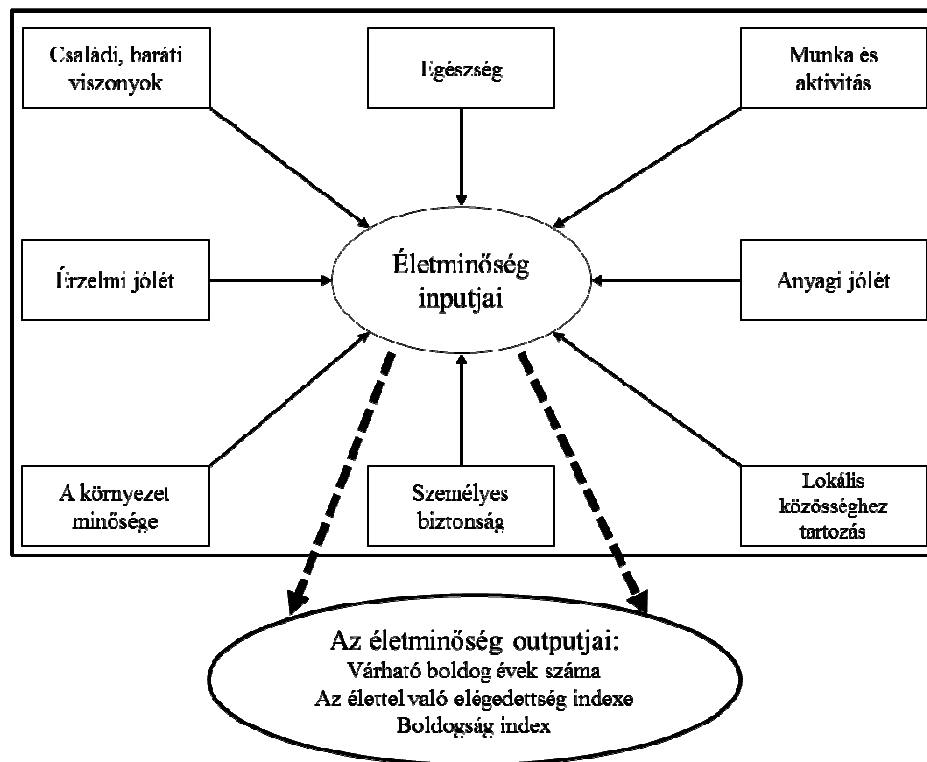 Családi, baráti
viszonyok
Egészség
Munka és
aktivitás
Érzelmi jólét
Életminőség
inputjai
Anyagi jólét
A környezet
minősége
Személyes
biztonság
Lokális
közösséghez
tartozás
Az életminőség outputjai:
Várható boldog évek száma
Az élettel való elégedettség indexe
Boldogság index